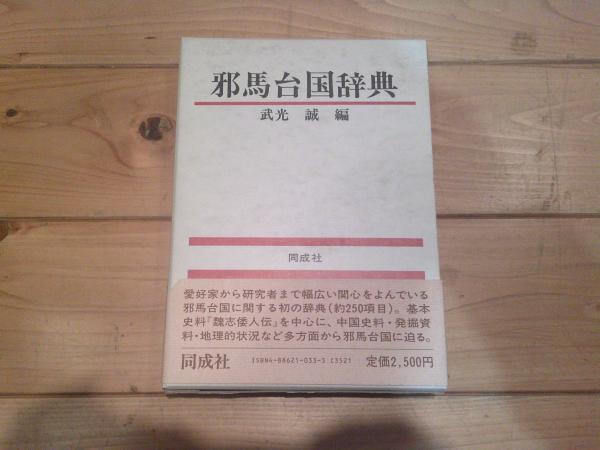 邪馬台国辞典
武光 誠 編
同成社
愛好家から研究者まで幅広い関心をよんでいる
邪馬台国に関する初の辞典(約250項目)。基本
史料「魏志倭人伝」を中心に、中国史料・発掘資
料・地理的状況など多方面から邪馬台国に迫る。
同成社 ISBN4-88621-033-3 C3521 定価2,500円